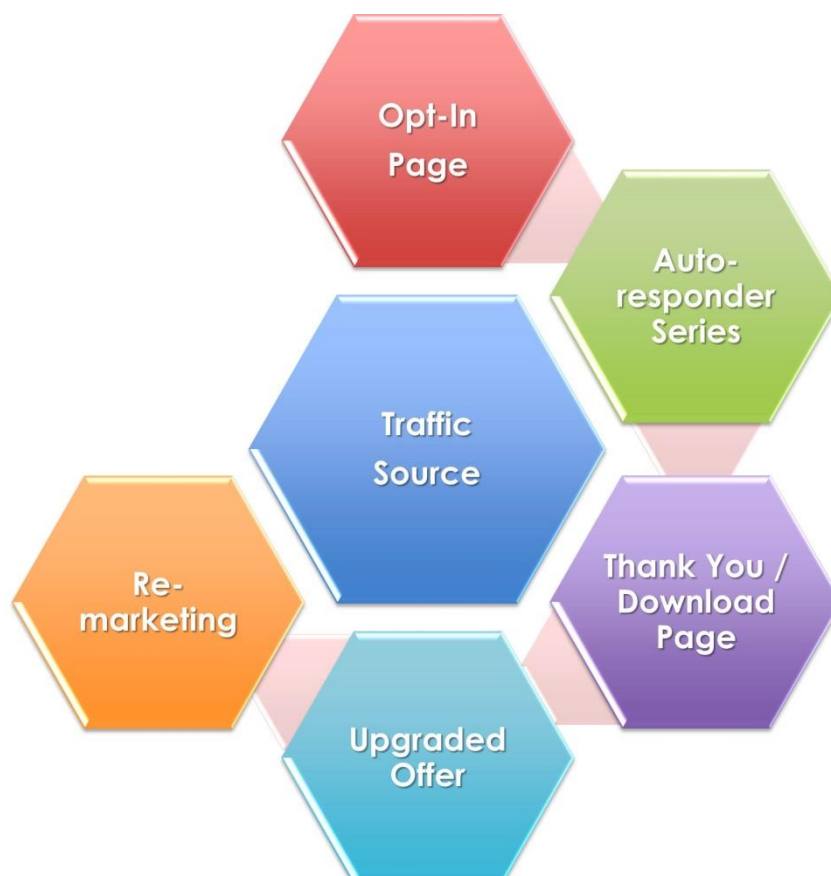 Opt-In
Page
Auto-
responder
Series
Traffic
Source
Thank You /
Download
Page
Re-
marketing
Upgraded
Offer